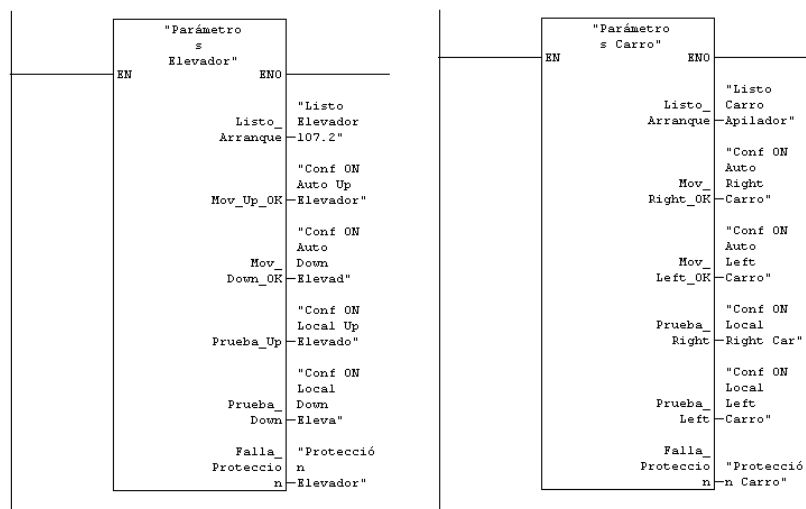 "Parámetro
s
Elevador"
EN ENO
"Listo
Listo_ Elevador
Arranque 107.2"
"Conf ON
Auto Up
Mov_Up_OK Elevador"
"Conf ON
Auto
Mov_ Down
Down_OK Elevad"
"Conf ON
Local Up
Prueba_Up Elevado"
"Conf ON
Local
Prueba_ Down
Down Eleva"
Falla_ "Protecció
Proteccio n
n Elevador"
"Parámetro
s Carro"
EN ENO
"Listo
Listo_ Carro
Arranque Apilador"
"Conf ON
Auto
Mov_ Right
Right_OK Carro"
"Conf ON
Auto
Mov_ Left
Left_OK Carro"
"Conf ON
Prueba_ Local
Right Right Car"
"Conf ON
Local
Prueba_ Left
Left Carro"
Falla_
Proteccio "Protecció
n n Carro"